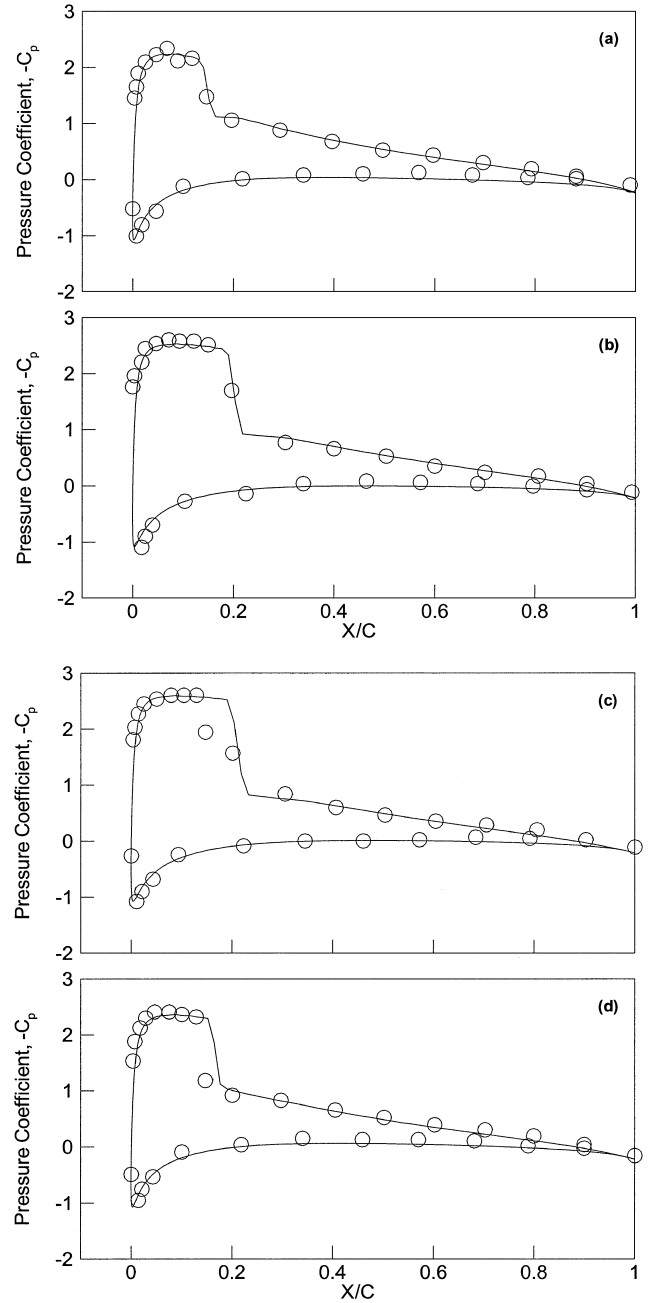 3
(a)
2
1
0
-1
-2
Pressure Coefficient, -Cp
3
(b)
2
1
0
-1
-2
Pressure Coefficient, -Cp
0 0.2 0.4 0.6 0.8 1
X/C
3
(c)
2
1
0
-1
-2
Pressure Coefficient, -Cp
3
(d)
2
1
0
-1
-2
Pressure Coefficient, -Cp
0 0.2 0.4 0.6 0.8 1
X/C